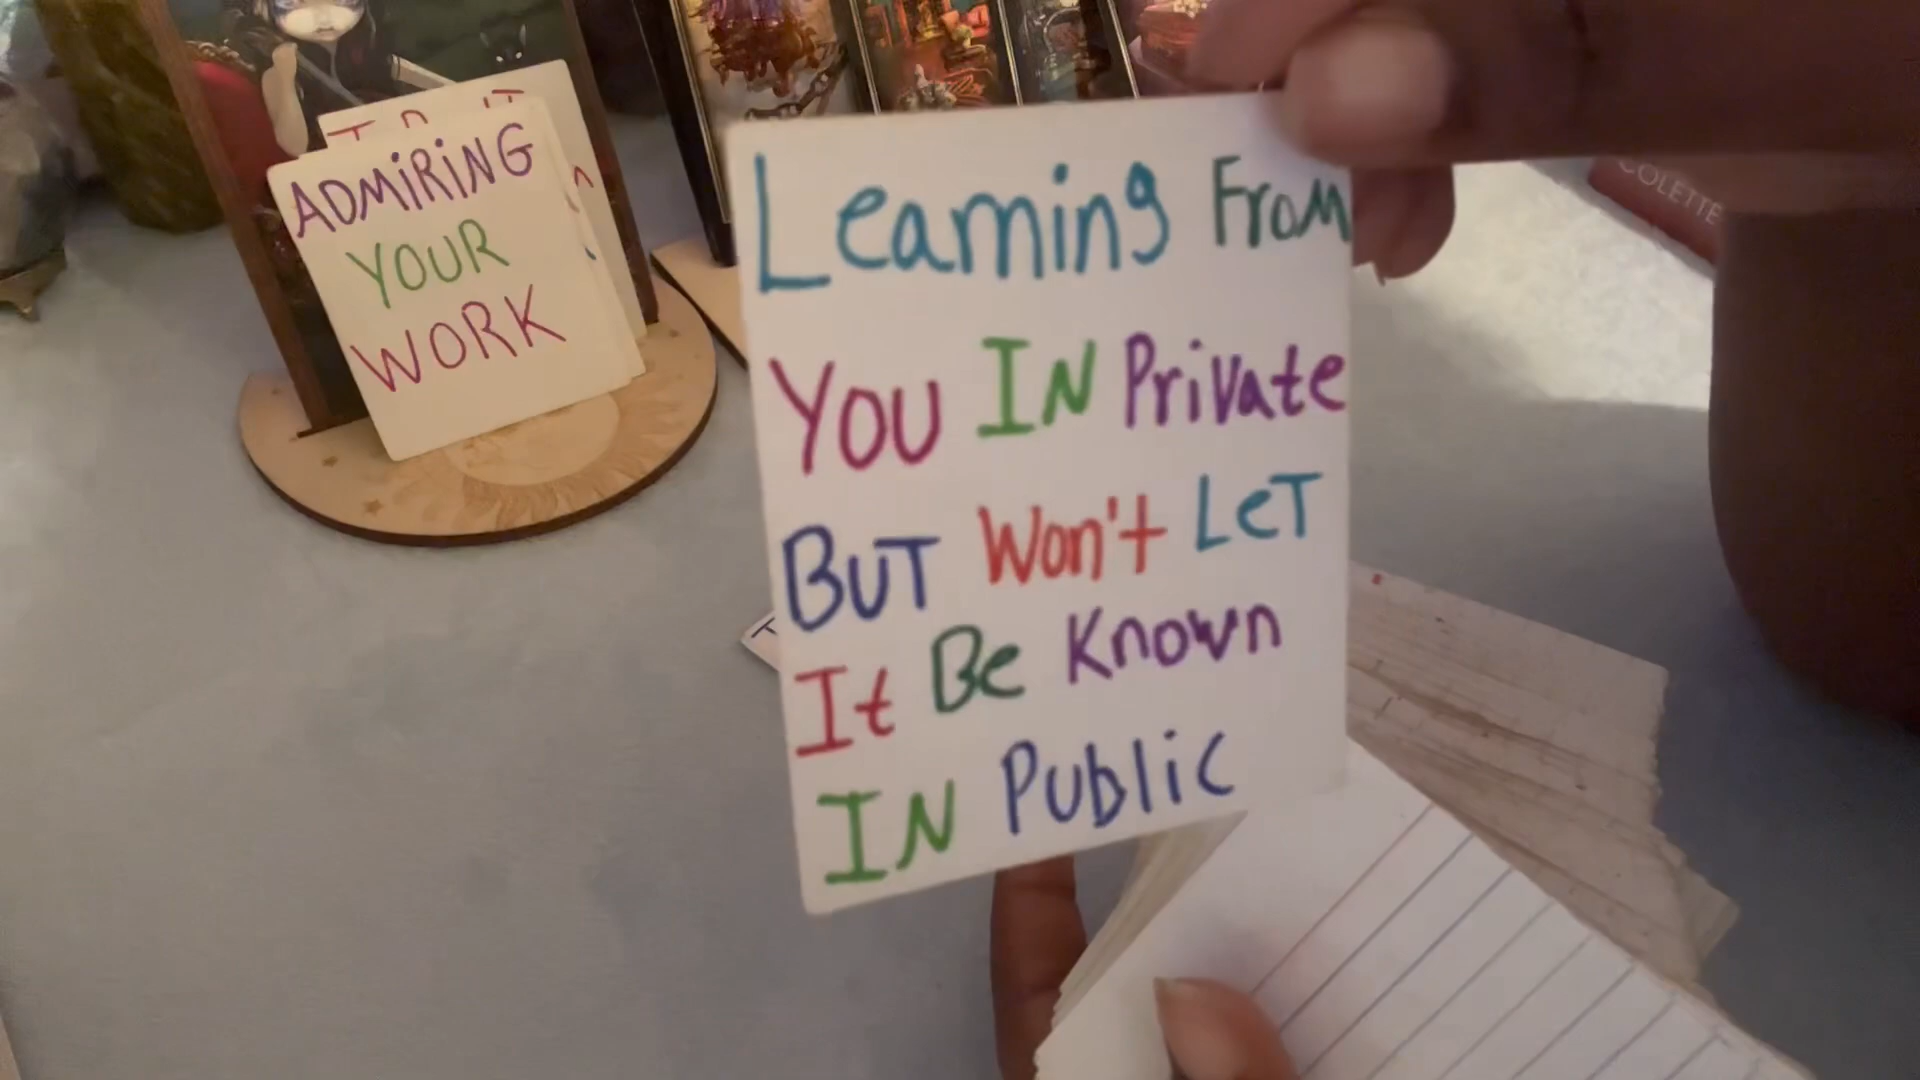 ADMiRiNG
YOUR
WORK
Learning From
You IN Private
But Won't Let
It Be Known
IN Public
COLETTE